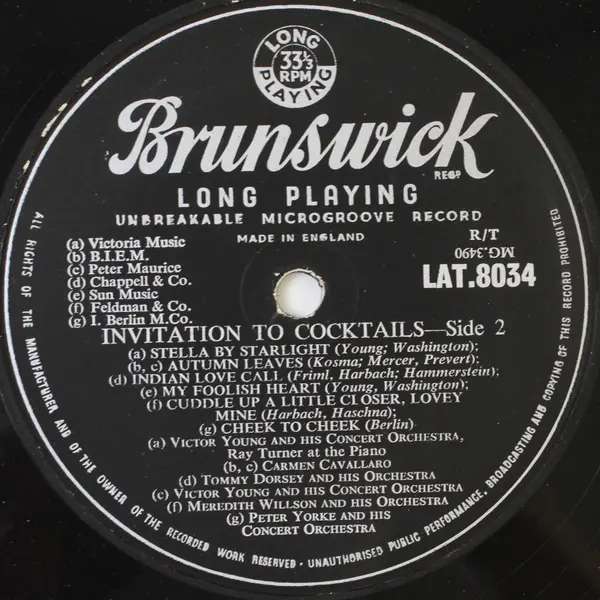 LONG
33⅓
RPM
PLAYING
Brunswick
REGD
LONG PLAYING
UNBREAKABLE MICROGROOVE RECORD
MADE IN ENGLAND
R/T
MG.3490
LAT.8034
(a) Victoria Music
(b) B.I.E.M.
(c) Peter Maurice
(d) Chappell & Co.
(e) Sun Music
(f) Feldman & Co.
(g) I. Berlin M.Co.
INVITATION TO COCKTAILS—Side 2
(a) STELLA BY STARLIGHT (Young; Washington);
(b, c) AUTUMN LEAVES (Kosma; Mercer, Prevert);
(d) INDIAN LOVE CALL (Friml, Harbach; Hammerstein);
(e) MY FOOLISH HEART (Young, Washington);
(f) CUDDLE UP A LITTLE CLOSER, LOVEY
MINE (Harbach, Haschna);
(g) CHEEK TO CHEEK (Berlin)
(a) VICTOR YOUNG AND HIS CONCERT ORCHESTRA,
Ray Turner at the Piano
(b, c) CARMEN CAVALLARO
(d) TOMMY DORSEY AND HIS ORCHESTRA
(c) VICTOR YOUNG AND HIS CONCERT ORCHESTRA
(f) MEREDITH WILLSON AND HIS ORCHESTRA
(g) PETER YORKE AND HIS
CONCERT ORCHESTRA
ALL RIGHTS OF THE MANUFACTURER AND OF THE OWNER OF THE RECORDED WORK RESERVED · UNAUTHORISED PUBLIC PERFORMANCE, BROADCASTING AND COPYING OF THIS RECORD PROHIBITED